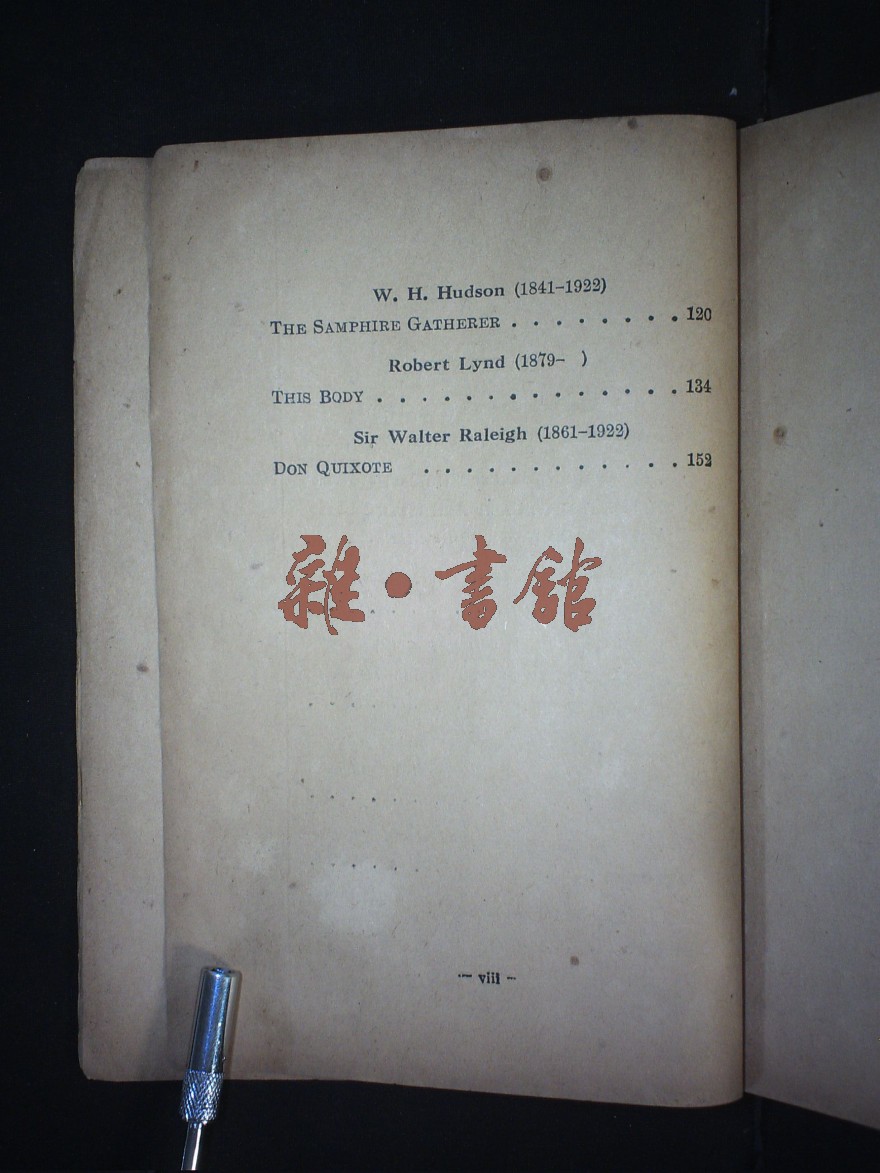 W. H. Hudson (1841–1922)
THE SAMPHIRE GATHERER . . . . . . . . 120
Robert Lynd (1879– )
THIS BODY . . . . . . . . . . . . . . 134
Sir Walter Raleigh (1861–1922)
DON QUIXOTE . . . . . . . . . . . . 152
雜•書館
— viii —